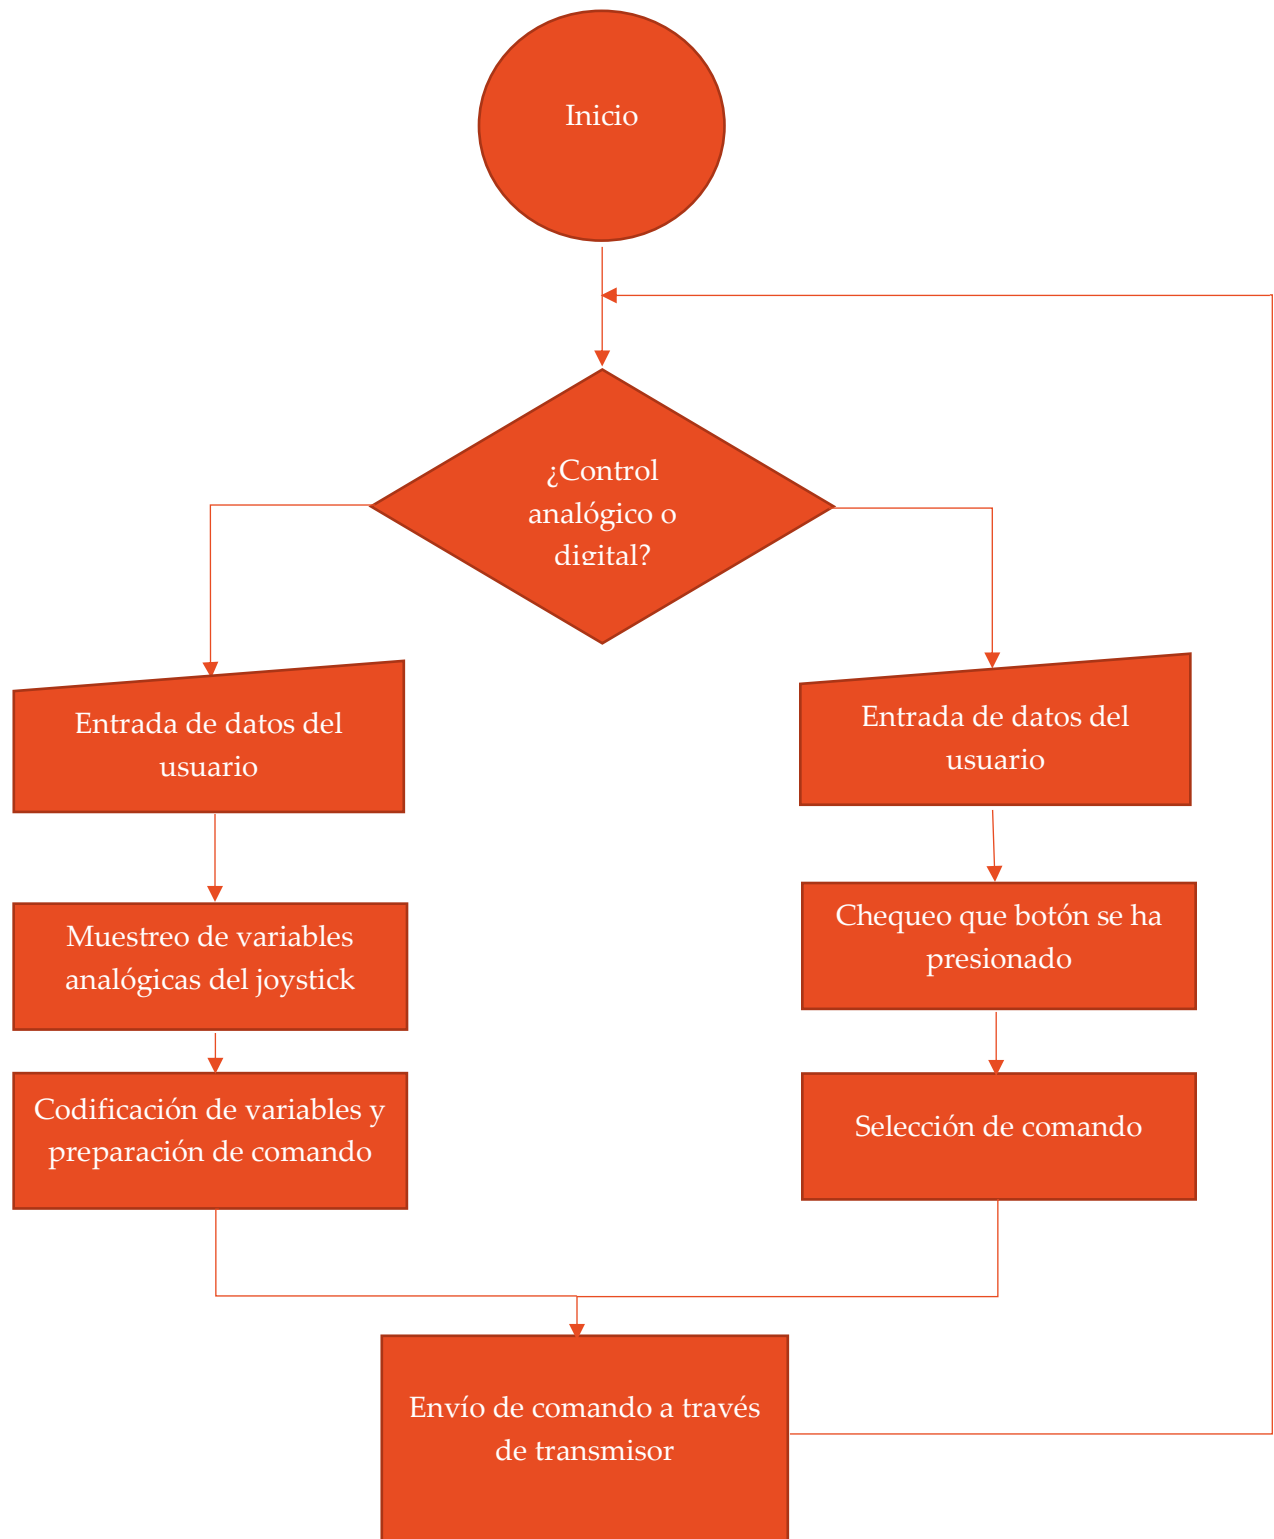 Inicio
¿Control
analógico o
digital?
Entrada de datos del
usuario
Entrada de datos del
usuario
Muestreo de variables
analógicas del joystick
Chequeo que botón se ha
presionado
Codificación de variables y
preparación de comando
Selección de comando
Envío de comando a través
de transmisor